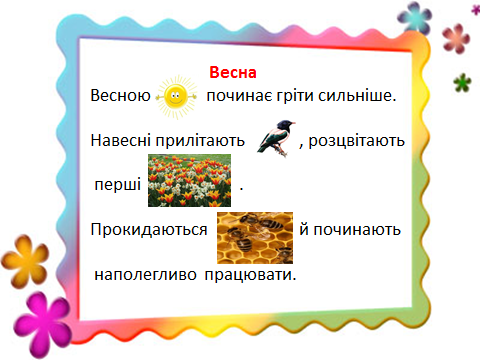 Весна
Весною починає гріти сильніше.
Навесні прилітають , розцвітають
перші .
Прокидаються й починають
наполегливо працювати.